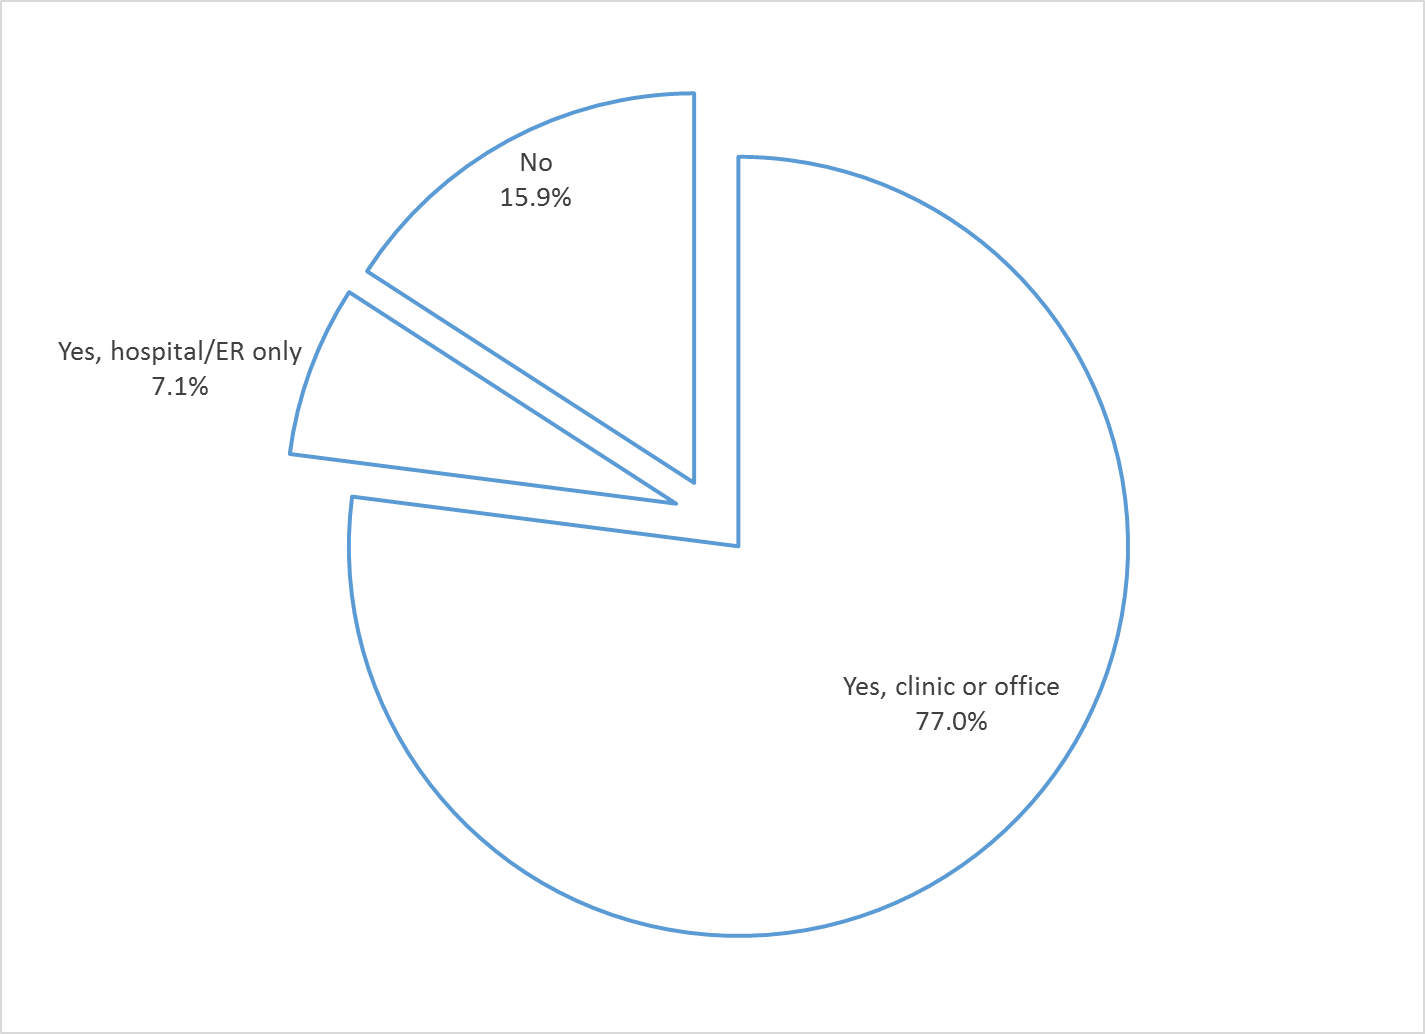 No
15.9%
Yes, hospital/ER only
7.1%
Yes, clinic or office
77.0%